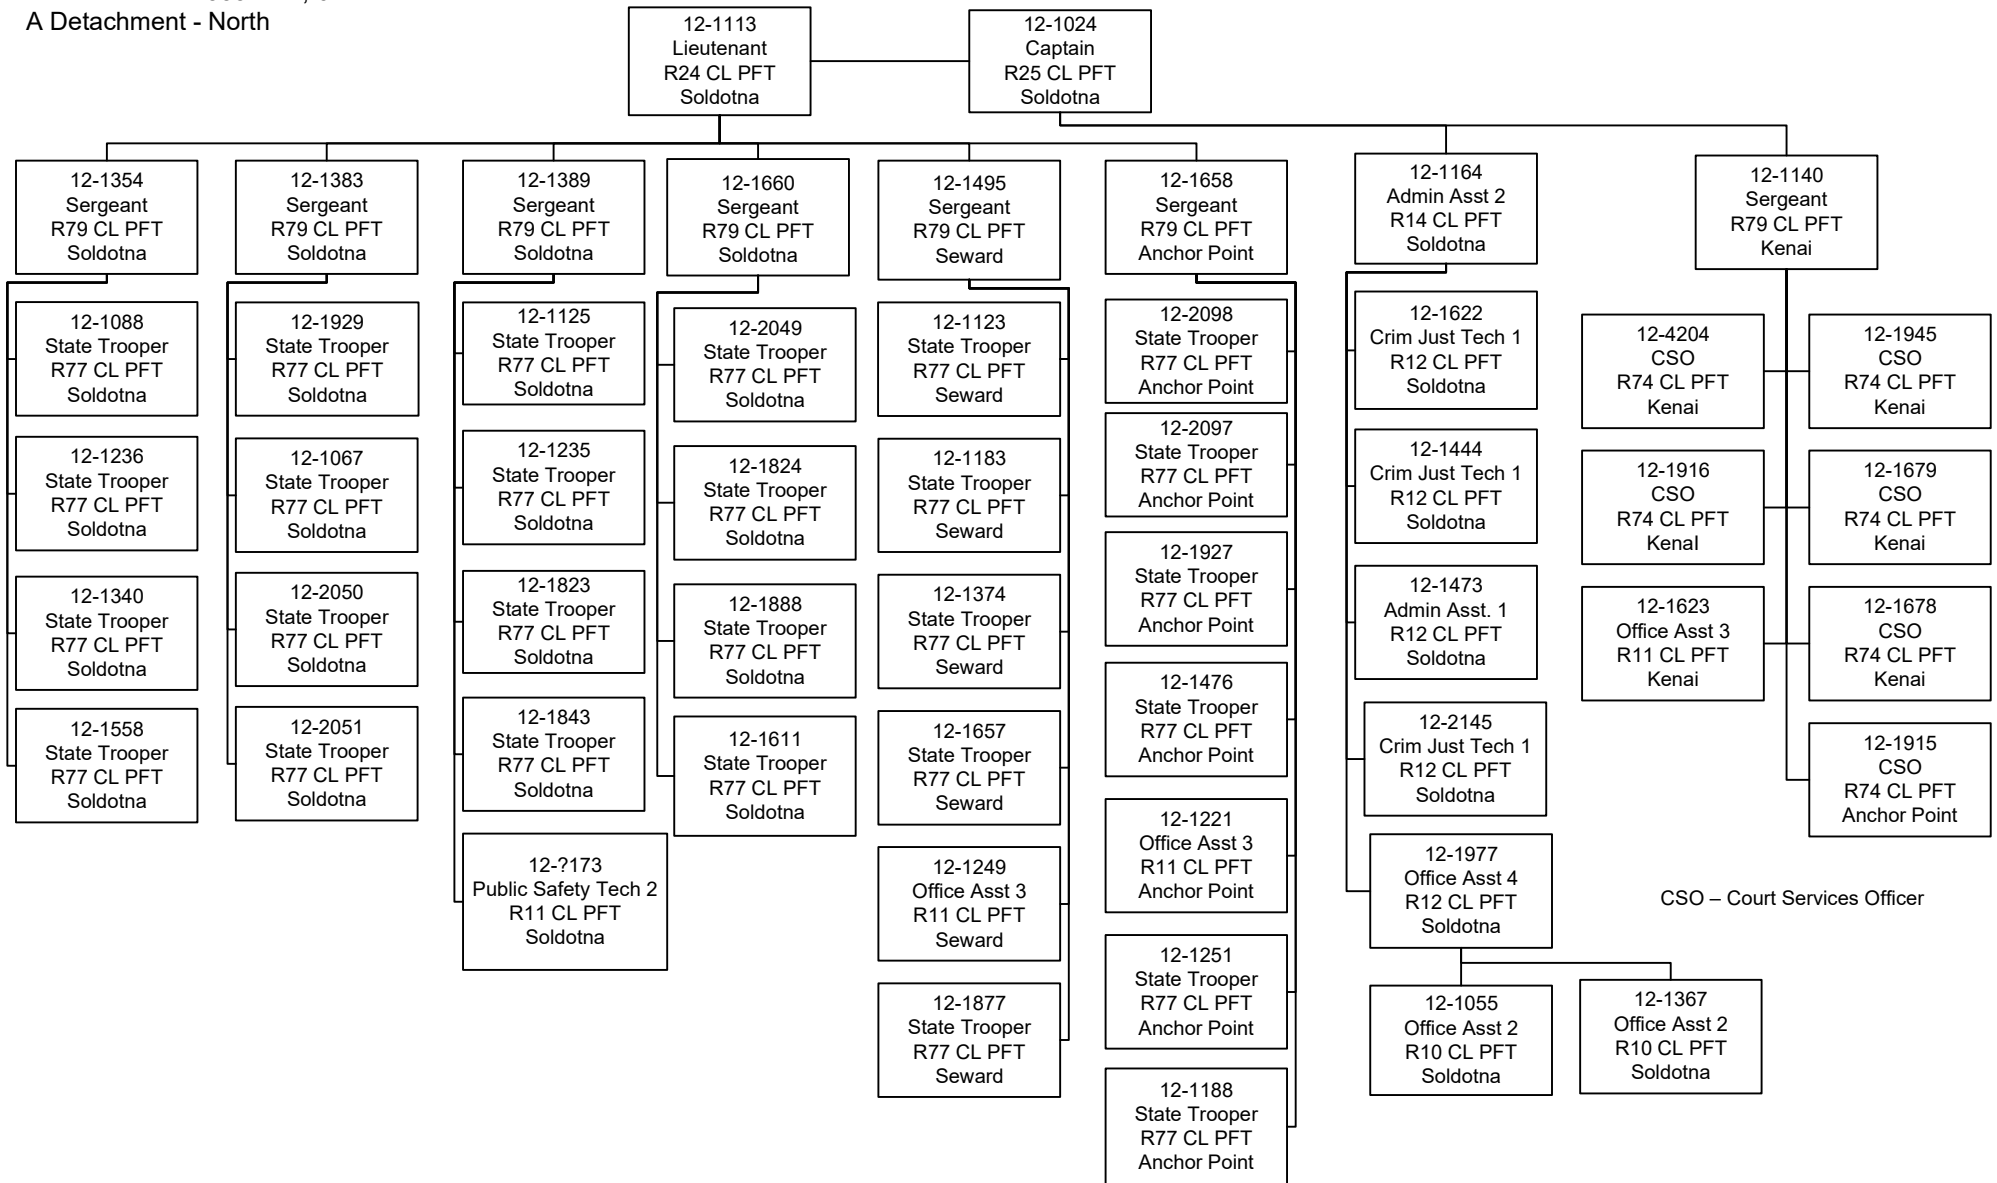 A Detachment - North
12-1113
Lieutenant
R24 CL PFT
Soldotna
12-1024
Captain
R25 CL PFT
Soldotna
12-1354
Sergeant
R79 CL PFT
Soldotna
12-1383
Sergeant
R79 CL PFT
Soldotna
12-1389
Sergeant
R79 CL PFT
Soldotna
12-1660
Sergeant
R79 CL PFT
Soldotna
12-1495
Sergeant
R79 CL PFT
Seward
12-1658
Sergeant
R79 CL PFT
Anchor Point
12-1164
Admin Asst 2
R14 CL PFT
Soldotna
12-1140
Sergeant
R79 CL PFT
Kenai
12-1088
State Trooper
R77 CL PFT
Soldotna
12-1236
State Trooper
R77 CL PFT
Soldotna
12-1340
State Trooper
R77 CL PFT
Soldotna
12-1558
State Trooper
R77 CL PFT
Soldotna
12-1929
State Trooper
R77 CL PFT
Soldotna
12-1067
State Trooper
R77 CL PFT
Soldotna
12-2050
State Trooper
R77 CL PFT
Soldotna
12-2051
State Trooper
R77 CL PFT
Soldotna
12-1125
State Trooper
R77 CL PFT
Soldotna
12-1235
State Trooper
R77 CL PFT
Soldotna
12-1823
State Trooper
R77 CL PFT
Soldotna
12-1843
State Trooper
R77 CL PFT
Soldotna
12-?173
Public Safety Tech 2
R11 CL PFT
Soldotna
12-2049
State Trooper
R77 CL PFT
Soldotna
12-1824
State Trooper
R77 CL PFT
Soldotna
12-1888
State Trooper
R77 CL PFT
Soldotna
12-1611
State Trooper
R77 CL PFT
Soldotna
12-1123
State Trooper
R77 CL PFT
Seward
12-1183
State Trooper
R77 CL PFT
Seward
12-1374
State Trooper
R77 CL PFT
Seward
12-1657
State Trooper
R77 CL PFT
Seward
12-1249
Office Asst 3
R11 CL PFT
Seward
12-1877
State Trooper
R77 CL PFT
Seward
12-2098
State Trooper
R77 CL PFT
Anchor Point
12-2097
State Trooper
R77 CL PFT
Anchor Point
12-1927
State Trooper
R77 CL PFT
Anchor Point
12-1476
State Trooper
R77 CL PFT
Anchor Point
12-1221
Office Asst 3
R11 CL PFT
Anchor Point
12-1251
State Trooper
R77 CL PFT
Anchor Point
12-1188
State Trooper
R77 CL PFT
Anchor Point
12-1622
Crim Just Tech 1
R12 CL PFT
Soldotna
12-1444
Crim Just Tech 1
R12 CL PFT
Soldotna
12-1473
Admin Asst. 1
R12 CL PFT
Soldotna
12-2145
Crim Just Tech 1
R12 CL PFT
Soldotna
12-1977
Office Asst 4
R12 CL PFT
Soldotna
12-1055
Office Asst 2
R10 CL PFT
Soldotna
12-1367
Office Asst 2
R10 CL PFT
Soldotna
12-4204
CSO
R74 CL PFT
Kenai
12-1945
CSO
R74 CL PFT
Kenai
12-1916
CSO
R74 CL PFT
KenaI
12-1679
CSO
R74 CL PFT
Kenai
12-1623
Office Asst 3
R11 CL PFT
Kenai
12-1678
CSO
R74 CL PFT
Kenai
12-1915
CSO
R74 CL PFT
Anchor Point
CSO – Court Services Officer